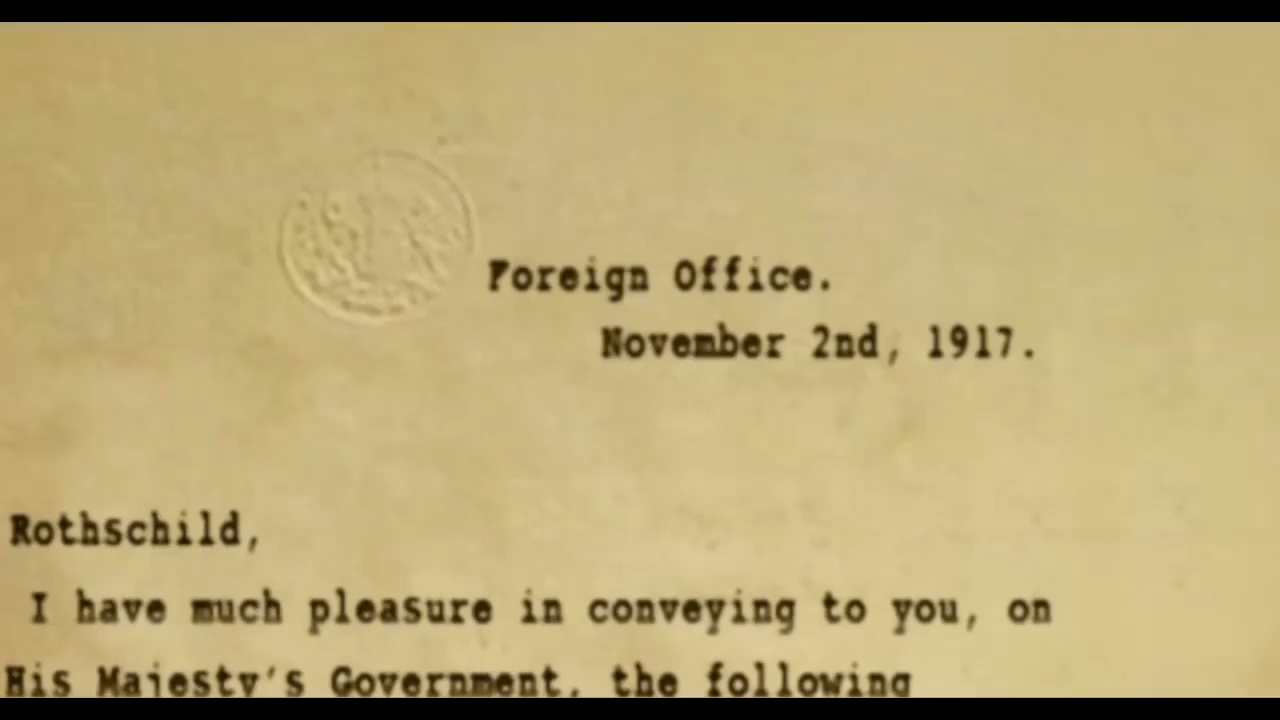 Foreign Office.
November 2nd, 1917.
Rothschild,
I have much pleasure in conveying to you, on
His Majesty's Government, the following